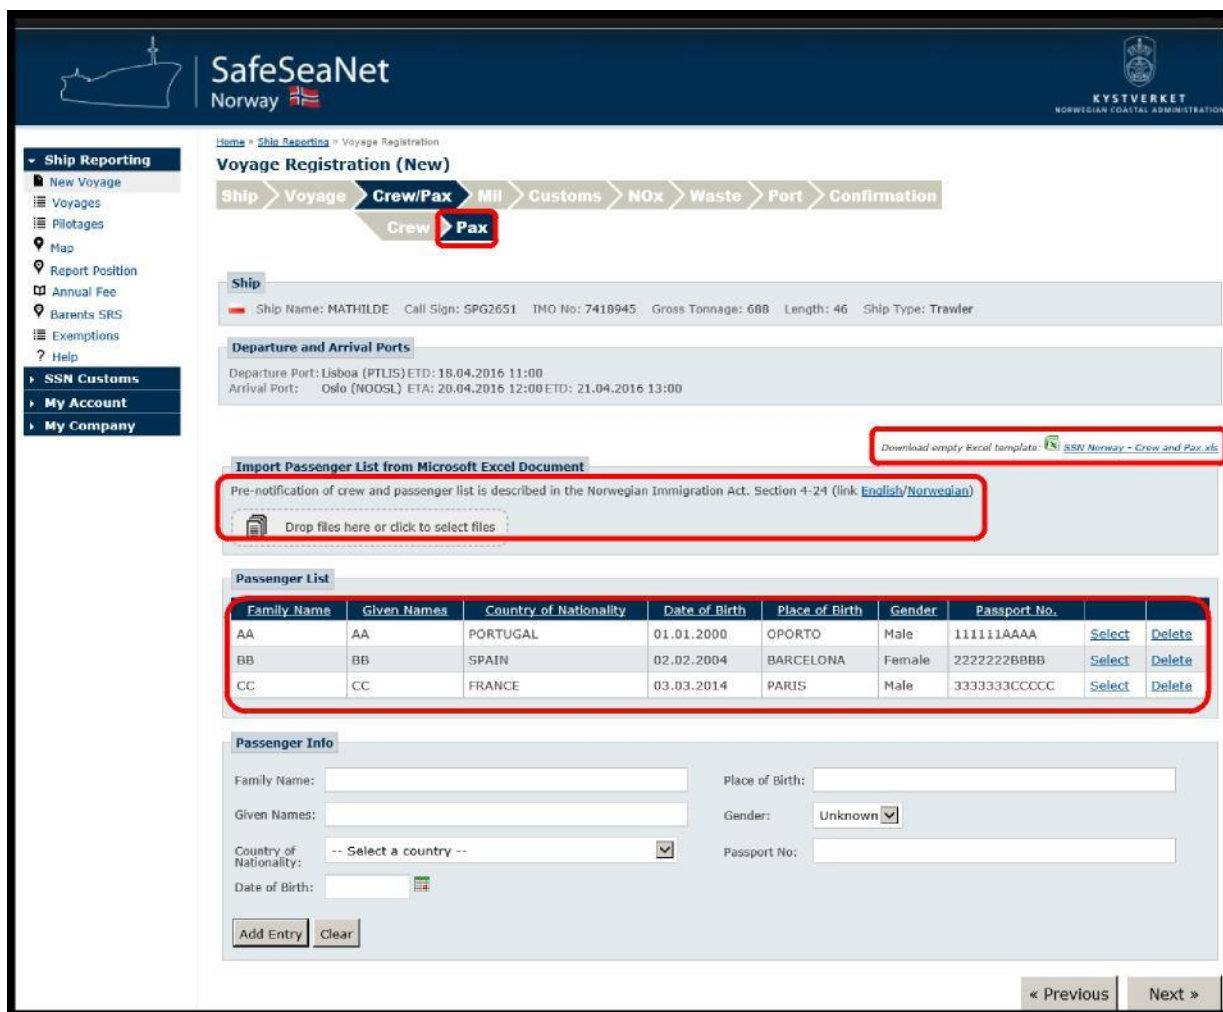 SafeSeaNet
Norway
KYSTVERKET
NORWEGIAN COASTAL ADMINISTRATION
Ship Reporting
New Voyage
Voyages
Pilotages
Map
Report Position
Annual Fee
Barents SRS
Exemptions
? Help
SSN Customs
My Account
My Company
Home » Ship Reporting » Voyage Registration
Voyage Registration (New)
Ship Voyage Crew/Pax Mil Customs NOx Waste Port Confirmation
Crew Pax
Ship
Ship Name: MATHILDE Call Sign: SPG2651 IMO No: 7418945 Gross Tonnage: 688 Length: 46 Ship Type: Trawler
Departure and Arrival Ports
Departure Port: Lisboa (PTLIS) ETD: 18.04.2016 11:00
Arrival Port: Oslo (NOOSL) ETA: 20.04.2016 12:00 ETD: 21.04.2016 13:00
Download empty Excel template: SSN Norway - Crew and Pax.xls
Import Passenger List from Microsoft Excel Document
Pre-notification of crew and passenger list is described in the Norwegian Immigration Act. Section 4-24 (link English/Norwegian)
Drop files here or click to select files
Passenger List
Family Name Given Names Country of Nationality Date of Birth Place of Birth Gender Passport No.
AA AA PORTUGAL 01.01.2000 OPORTO Male 111111AAAA Select Delete
BB BB SPAIN 02.02.2004 BARCELONA Female 2222222BBBB Select Delete
CC CC FRANCE 03.03.2014 PARIS Male 3333333CCCCC Select Delete
Passenger Info
Family Name: Place of Birth:
Given Names: Gender: Unknown
Country of Nationality: -- Select a country -- Passport No:
Date of Birth:
Add Entry Clear
« Previous Next »